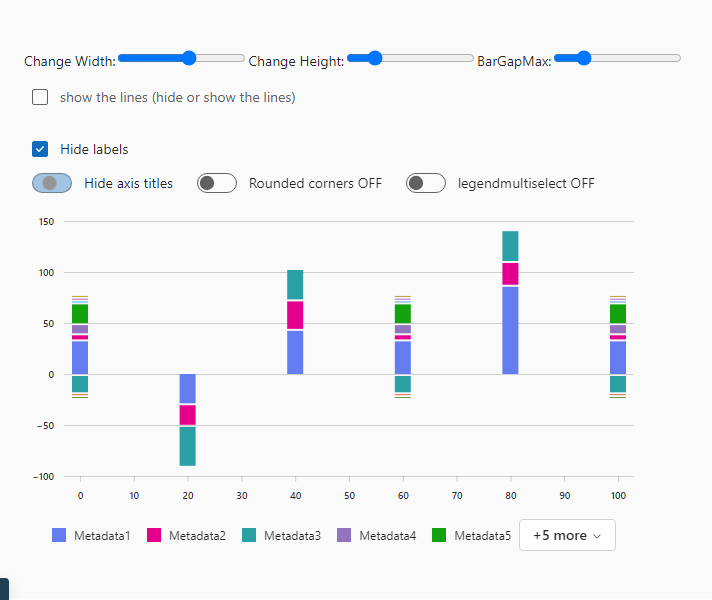 Change Width: Change Height: BarGapMax:
show the lines (hide or show the lines)
Hide labels
Hide axis titles Rounded corners OFF legendmultiselect OFF
150
100
50
0
−50
−100
0 10 20 30 40 50 60 70 80 90 100
Metadata1 Metadata2 Metadata3 Metadata4 Metadata5 +5 more